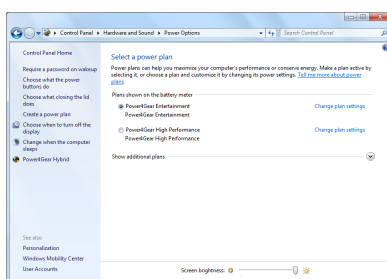 Control Panel ▸ Hardware and Sound ▸ Power Options
Search Control Panel
Control Panel Home
Require a password on wakeup
Choose what the power
buttons do
Choose what closing the lid
does
Create a power plan
Choose when to turn off the
display
Change when the computer
sleeps
Power4Gear Hybrid
Select a power plan
Power plans can help you maximize your computer's performance or conserve energy. Make a plan active by
selecting it, or choose a plan and customize it by changing its power settings. Tell me more about power
plans
Plans shown on the battery meter
Power4Gear Entertainment Change plan settings
Power4Gear Entertainment
Power4Gear High Performance Change plan settings
Power4Gear High Performance
Show additional plans
See also
Personalization
Windows Mobility Center
User Accounts
Screen brightness: